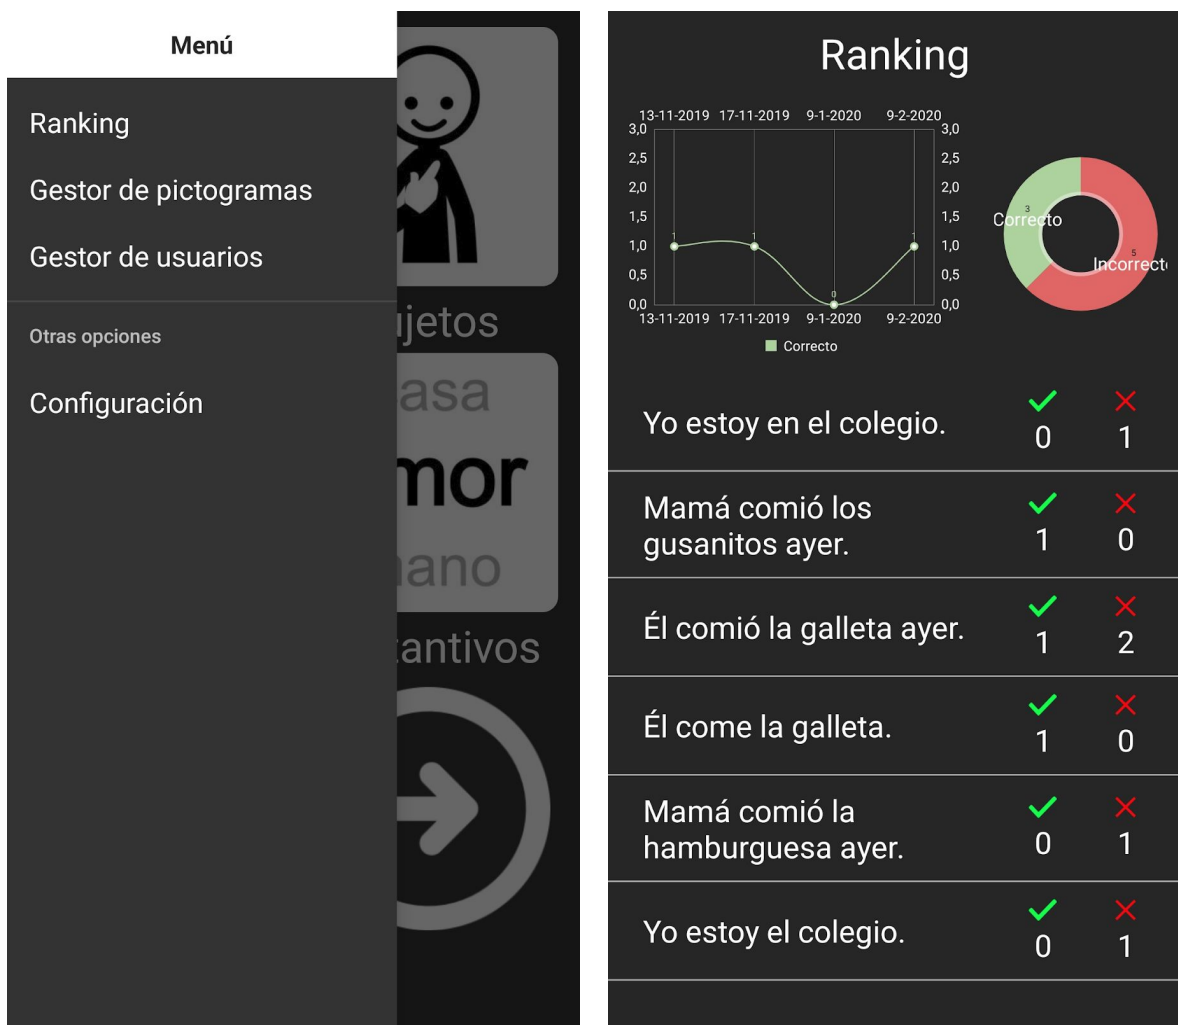 Menú
Ranking
Gestor de pictogramas
Gestor de usuarios
Otras opciones
Configuración
ujetos
asa
mor
ano
tantivos
Ranking
13-11-2019 17-11-2019 9-1-2020 9-2-2020
3,0 3,0
2,5 2,5
2,0 2,0
1,5 1,5
1,0 1 1 1 1,0
0,5 0,5
0,0 0 0,0
13-11-2019 17-11-2019 9-1-2020 9-2-2020
Correcto
3
Correcto
5
Incorrect
Yo estoy en el colegio.
0 1
Mamá comió los
gusanitos ayer.
1 0
Él comió la galleta ayer.
1 2
Él come la galleta.
1 0
Mamá comió la
hamburguesa ayer.
0 1
Yo estoy el colegio.
0 1